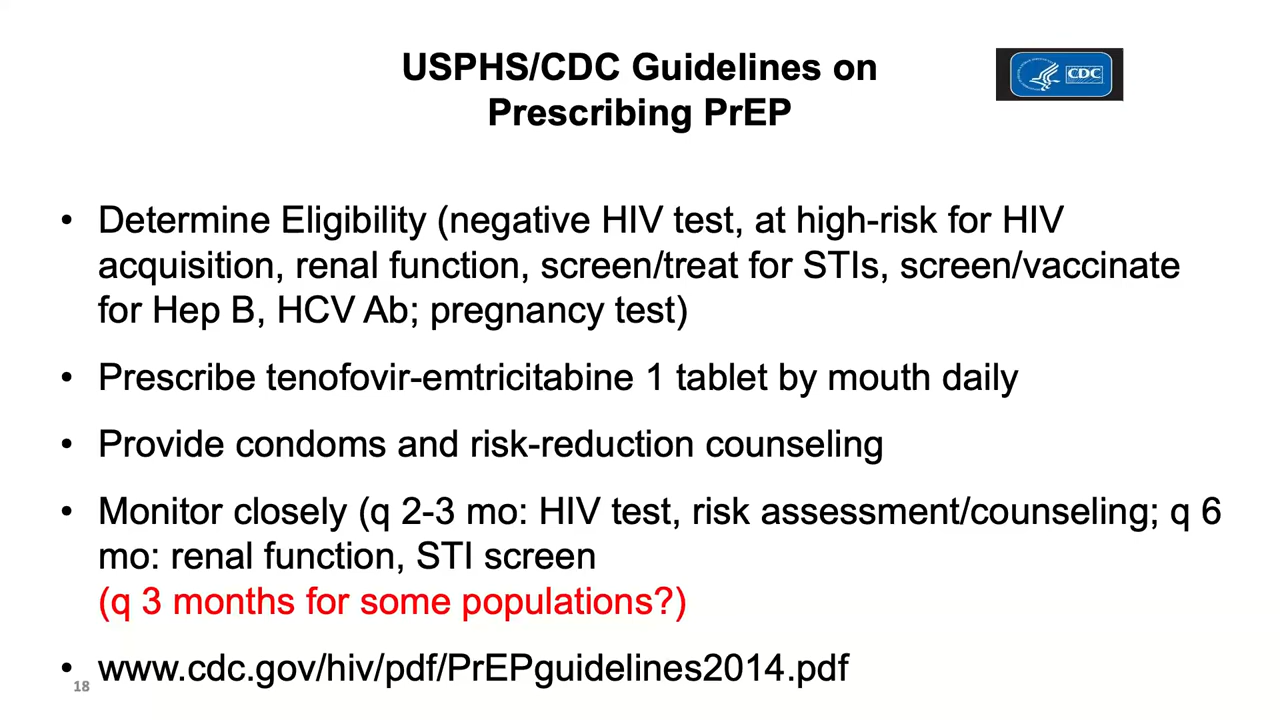 USPHS/CDC Guidelines on
Prescribing PrEP
CDC
• Determine Eligibility (negative HIV test, at high-risk for HIV
acquisition, renal function, screen/treat for STIs, screen/vaccinate
for Hep B, HCV Ab; pregnancy test)
• Prescribe tenofovir-emtricitabine 1 tablet by mouth daily
• Provide condoms and risk-reduction counseling
• Monitor closely (q 2-3 mo: HIV test, risk assessment/counseling; q 6
mo: renal function, STI screen
(q 3 months for some populations?)
• www.cdc.gov/hiv/pdf/PrEPguidelines2014.pdf
18